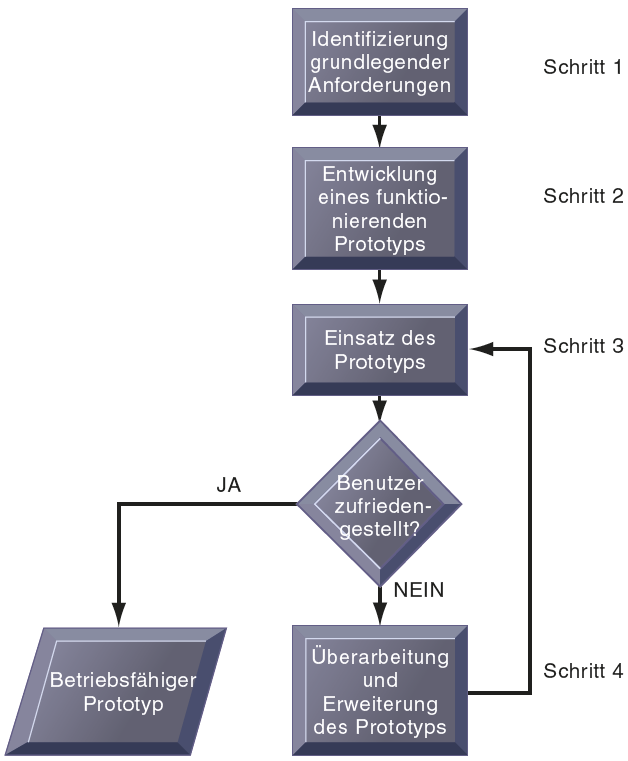 Identifizierung
grundlegender
Anforderungen
Schritt 1
Entwicklung
eines funktio-
nierenden
Prototyps
Schritt 2
Einsatz des
Prototyps
Schritt 3
Benutzer
zufrieden-
gestellt?
JA
NEIN
Betriebsfähiger
Prototyp
Überarbeitung
und
Erweiterung
des Prototyps
Schritt 4